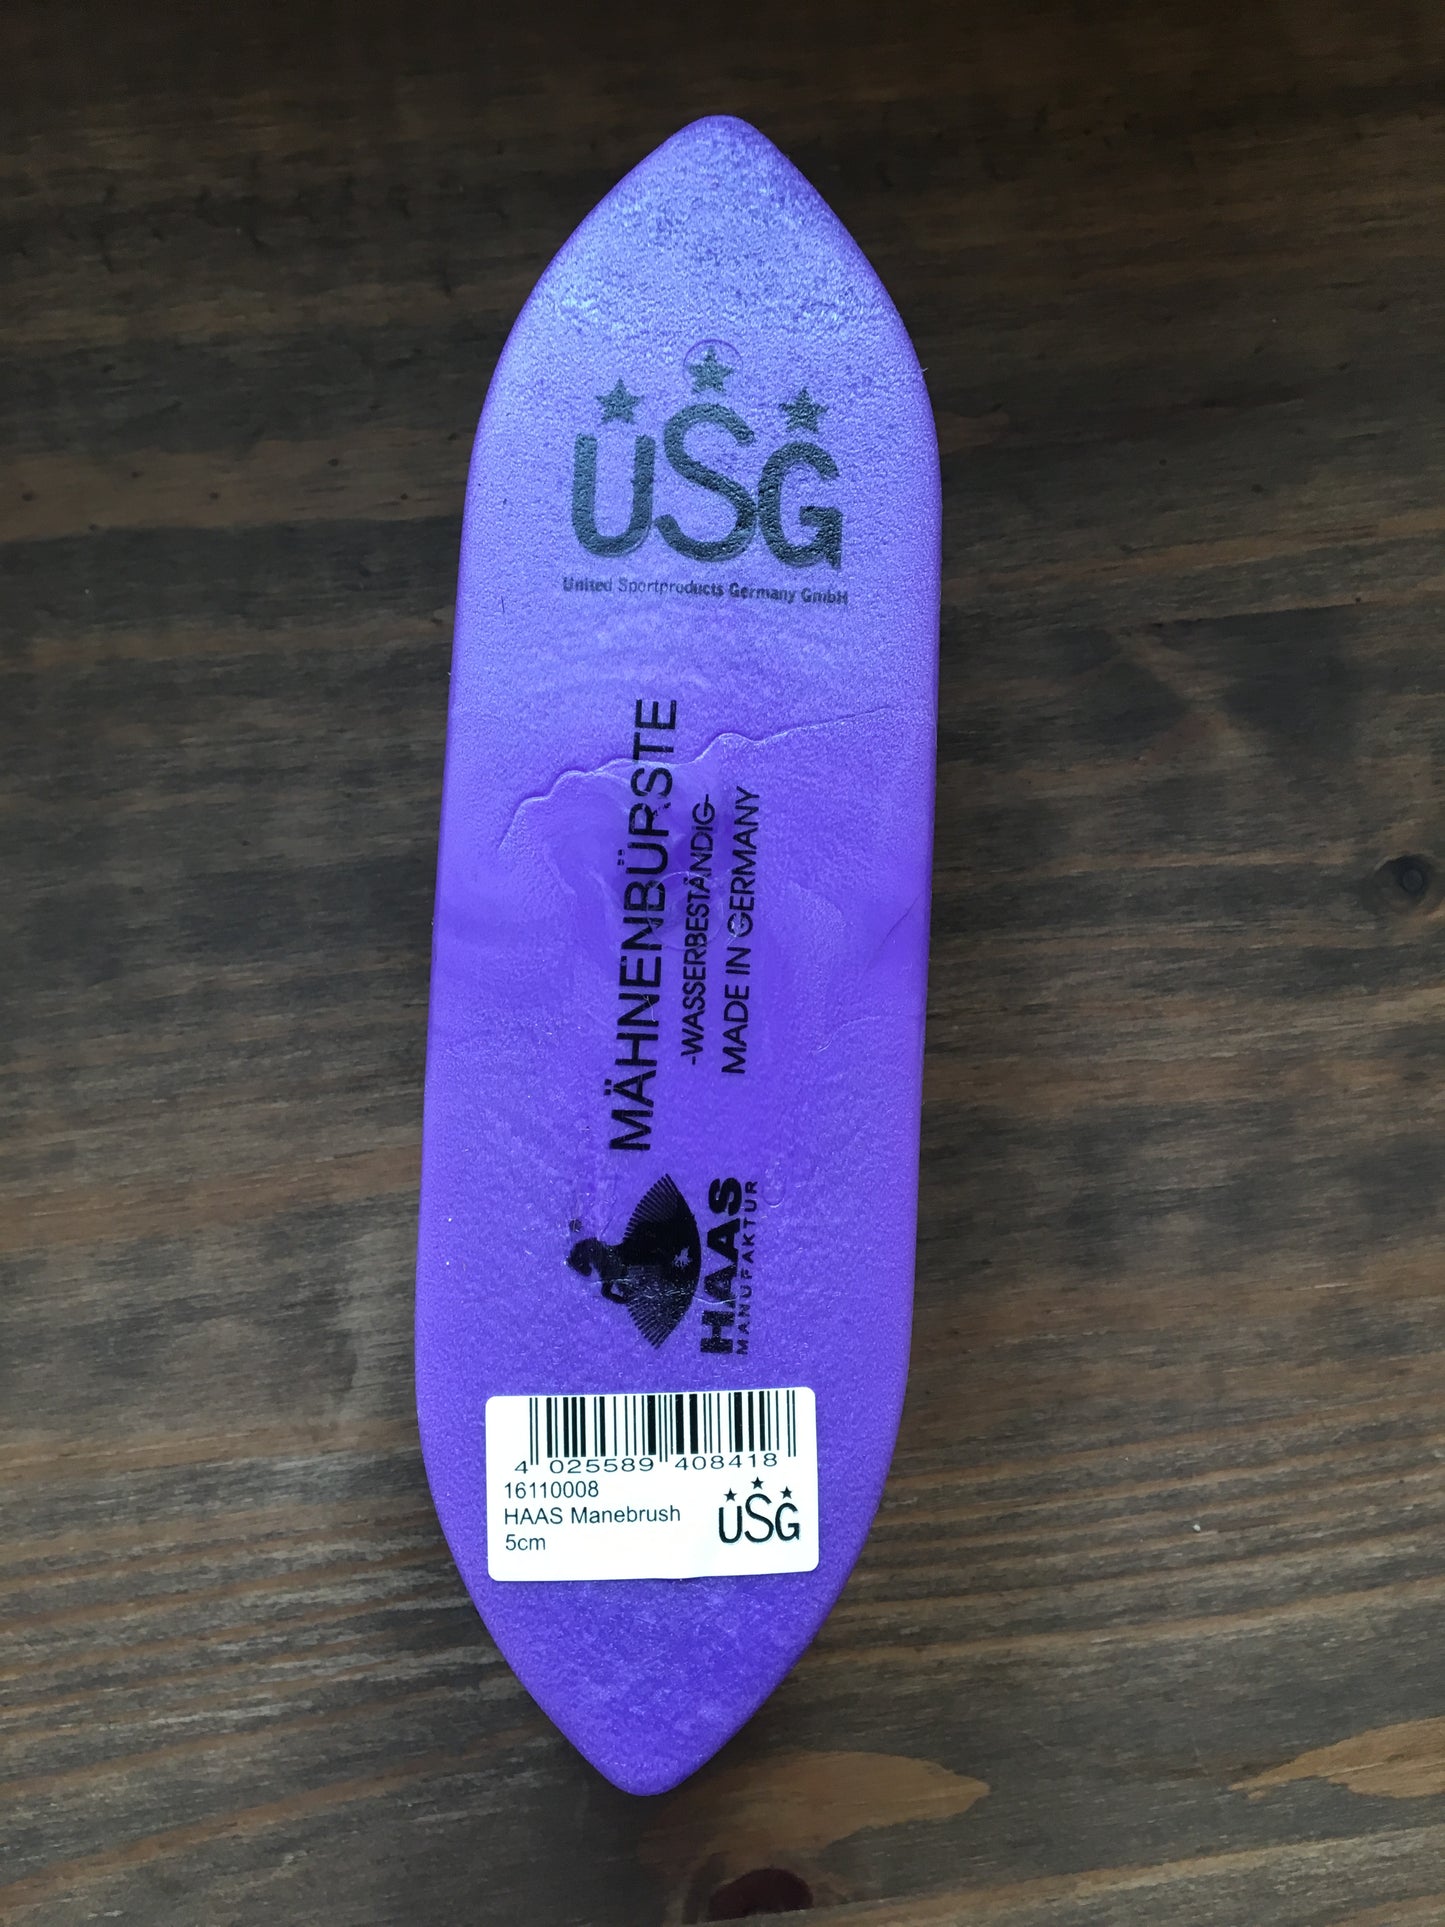 USG
United Sportproducts Germany GmbH
MÄHNENBÜRSTE
-WASSERBESTÄNDIG-
MADE IN GERMANY
HAAS
MANUFAKTUR
4 025589 408418
16110008
HAAS Manebrush
5cm
USG